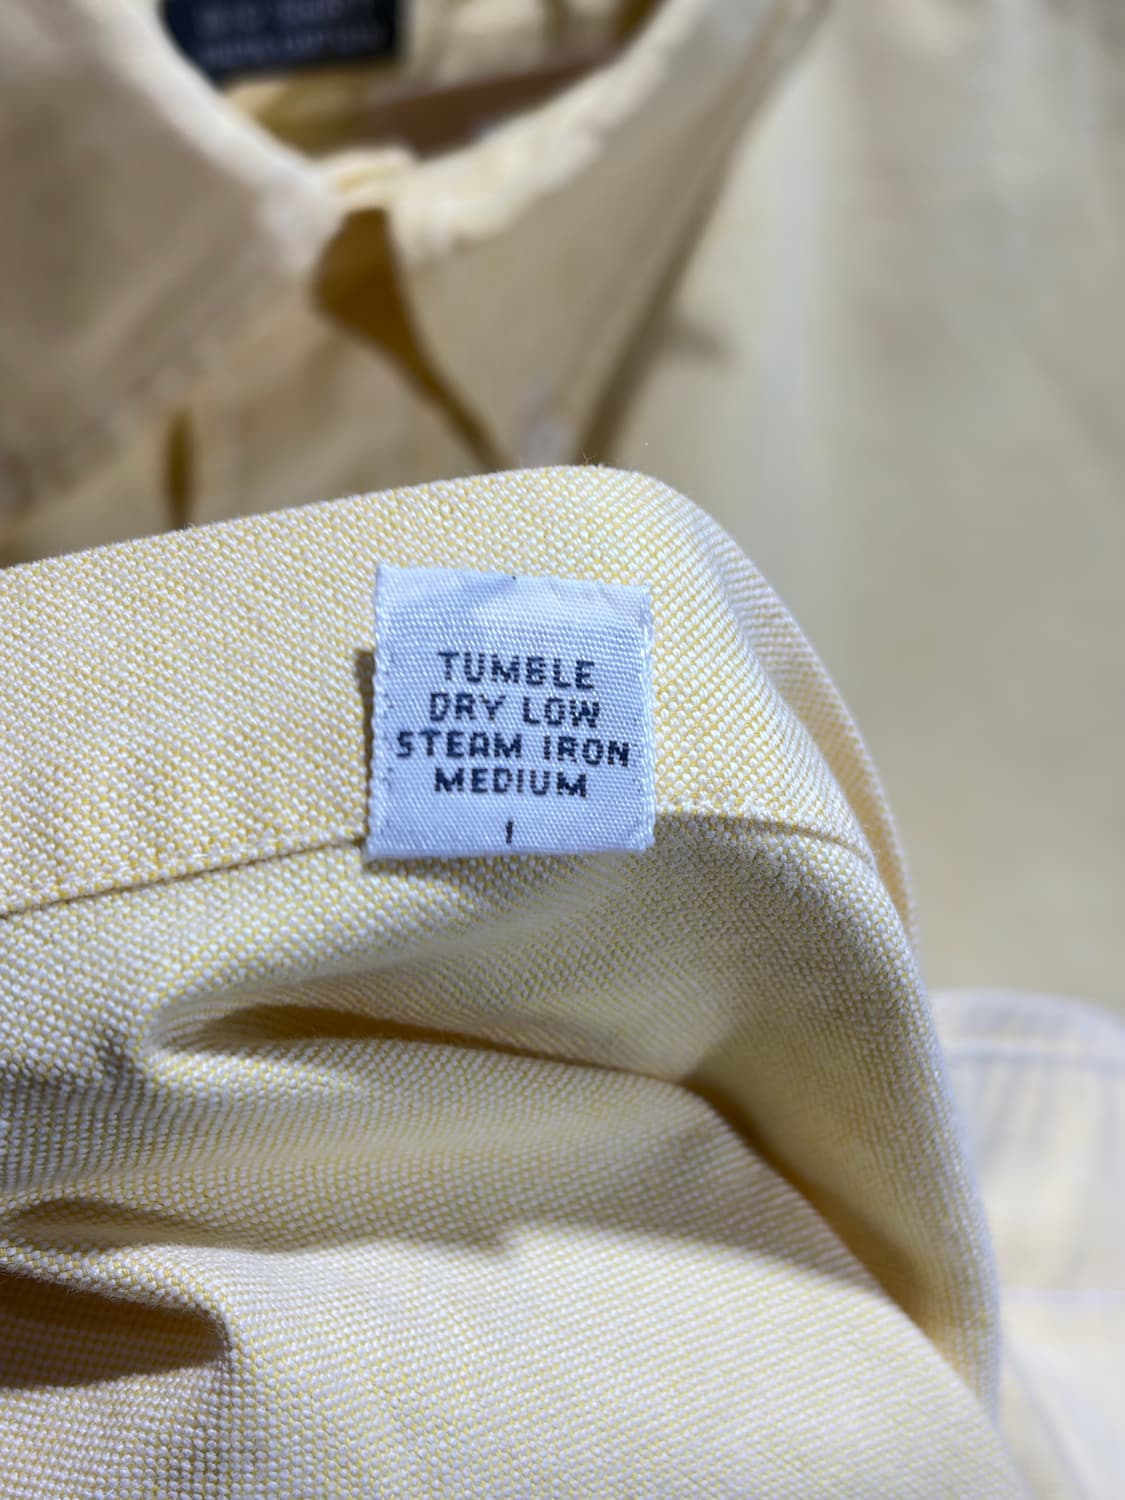 TUMBLE
DRY LOW
STEAM IRON
MEDIUM
1